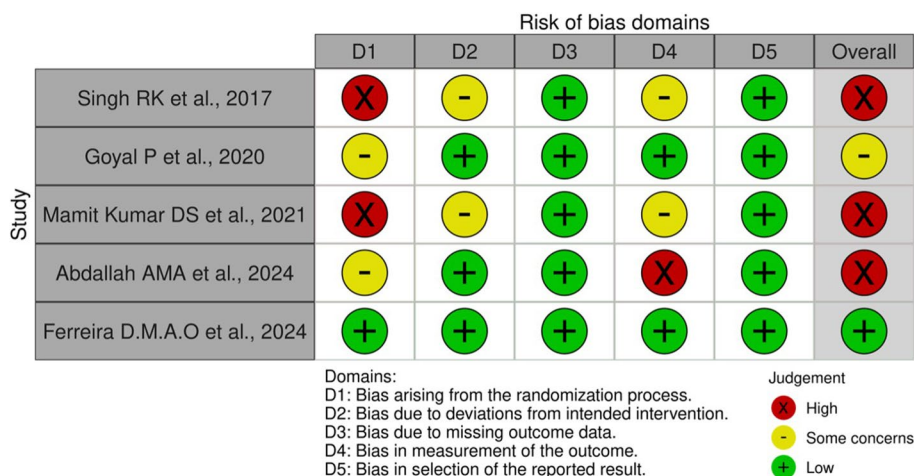 Risk of bias domains
D1 D2 D3 D4 D5 Overall
Study
Singh RK et al., 2017 X - + - + X
Goyal P et al., 2020 - + + + + -
Mamit Kumar DS et al., 2021 X - + - + X
Abdallah AMA et al., 2024 - + + X + X
Ferreira D.M.A.O et al., 2024 + + + + + +
Domains:
D1: Bias arising from the randomization process.
D2: Bias due to deviations from intended intervention.
D3: Bias due to missing outcome data.
D4: Bias in measurement of the outcome.
D5: Bias in selection of the reported result.
Judgement
X High
- Some concerns
+ Low